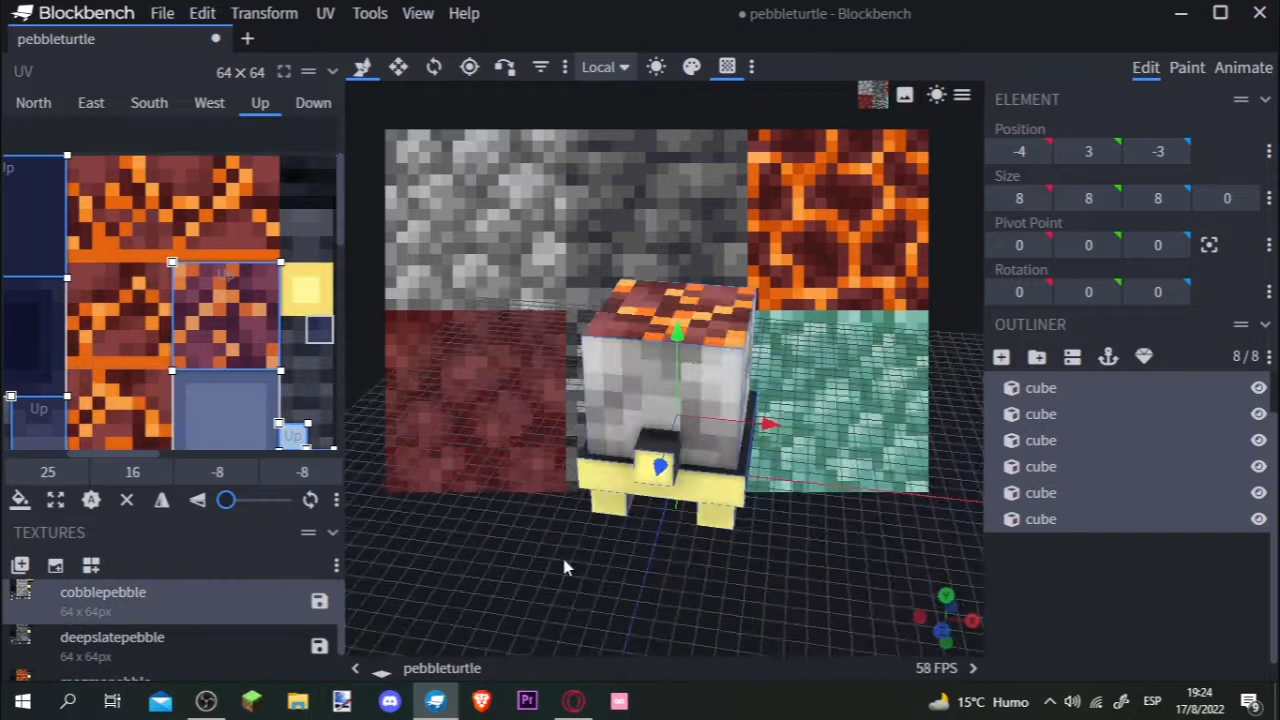 Blockbench File Edit Transform UV Tools View Help
pebbleturtle - Blockbench
pebbleturtle
UV 64 × 64
North East South West Up Down
Up
Up
Up
Up
25 16 -8 -8
TEXTURES
cobblepebble
64 x 64px
deepslatepebble
64 x 64px
Local
Edit Paint Animate
ELEMENT
Position
-4 3 -3
Size
8 8 8 0
Pivot Point
0 0 0
Rotation
0 0 0
OUTLINER
8/8
cube
cube
cube
cube
cube
cube
Y
X
Z
pebbleturtle 58 FPS
15°C Humo ESP 19:24
17/8/2022
9
Pr